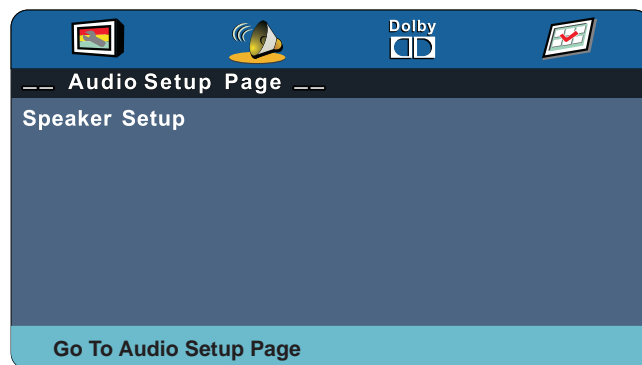 Dolby
__ Audio Setup Page __
Speaker Setup
Go To Audio Setup Page